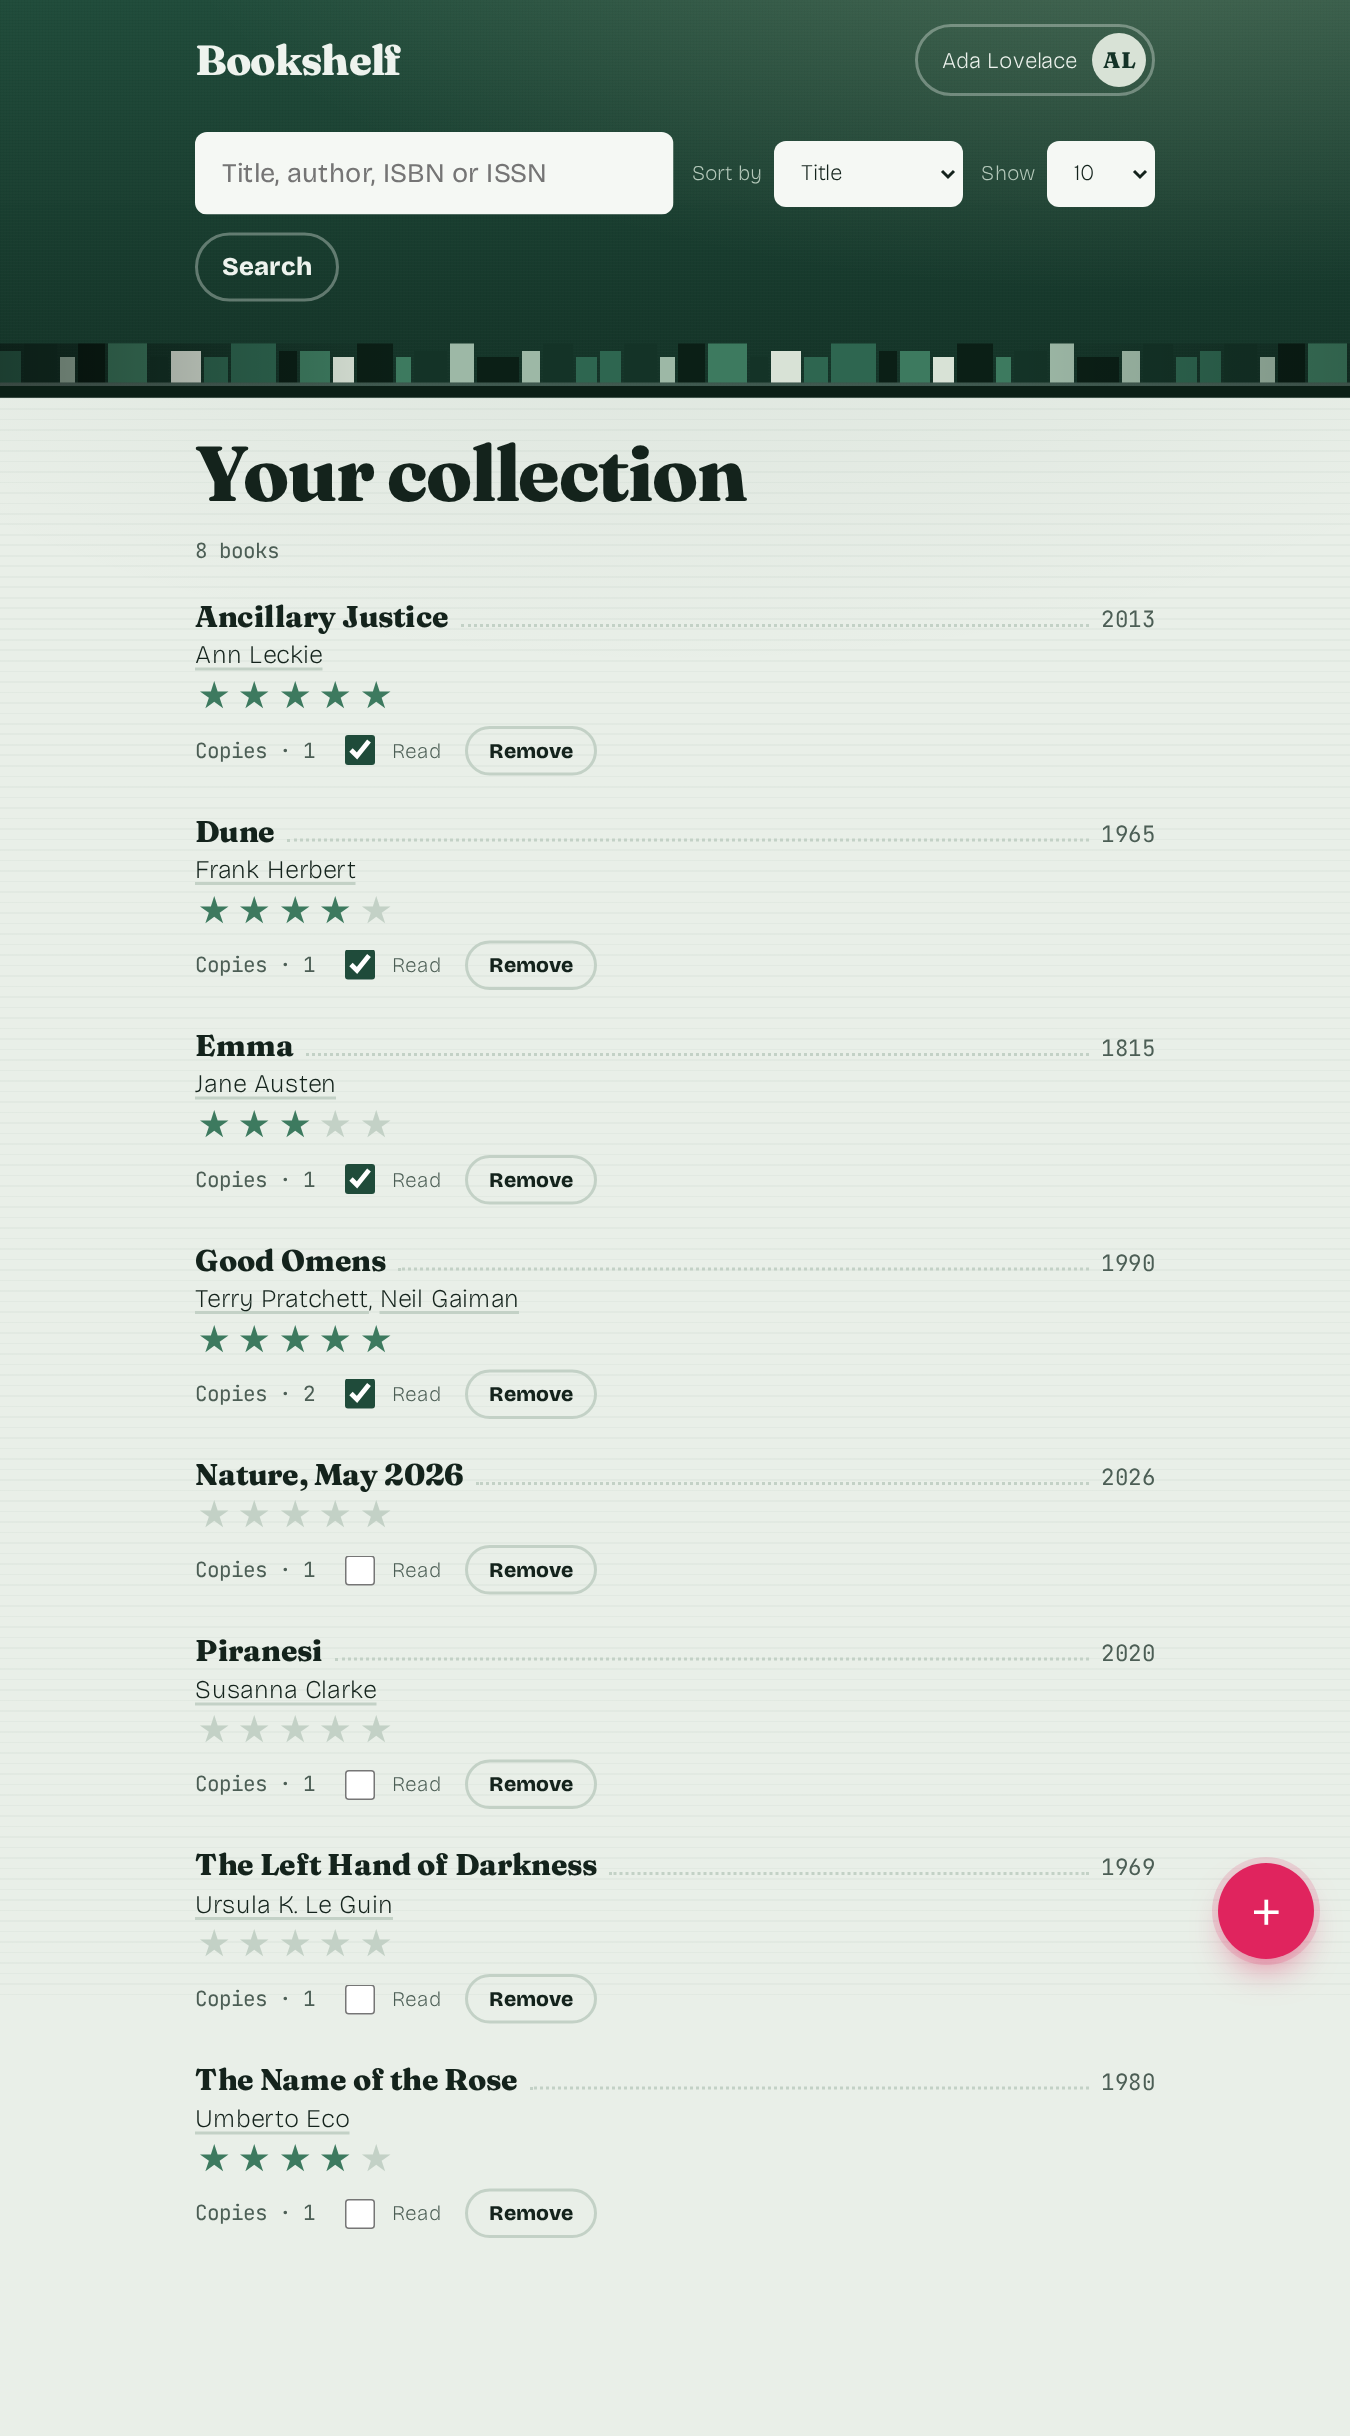 Bookshelf
Ada Lovelace AL
Title, author, ISBN or ISSN Sort by Title Show 10
Search
Your collection
8 books
Ancillary Justice 2013
Ann Leckie
★ ★ ★ ★ ★
Copies · 1 Read Remove
Dune 1965
Frank Herbert
★ ★ ★ ★ ★
Copies · 1 Read Remove
Emma 1815
Jane Austen
★ ★ ★ ★ ★
Copies · 1 Read Remove
Good Omens 1990
Terry Pratchett, Neil Gaiman
★ ★ ★ ★ ★
Copies · 2 Read Remove
Nature, May 2026 2026
★ ★ ★ ★ ★
Copies · 1 Read Remove
Piranesi 2020
Susanna Clarke
★ ★ ★ ★ ★
Copies · 1 Read Remove
The Left Hand of Darkness 1969
Ursula K. Le Guin
+
★ ★ ★ ★ ★
Copies · 1 Read Remove
The Name of the Rose 1980
Umberto Eco
★ ★ ★ ★ ★
Copies · 1 Read Remove